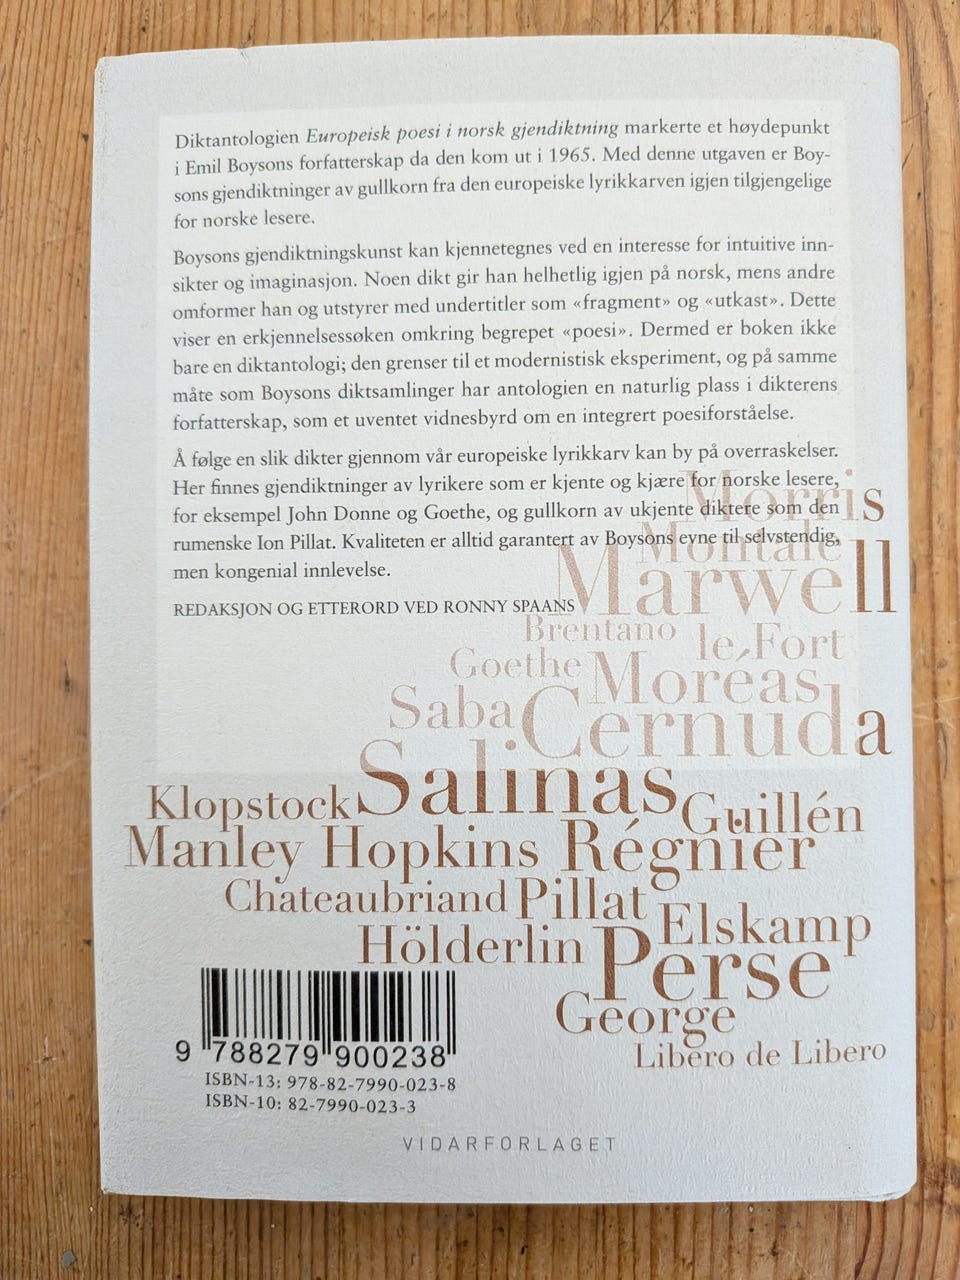 Diktantologien Europeisk poesi i norsk gjendiktning markerte et høydepunkt
i Emil Boysons forfatterskap da den kom ut i 1965. Med denne utgaven er Boy-
sons gjendiktninger av gullkorn fra den europeiske lyrikkarven igjen tilgjengelige
for norske lesere.
Boysons gjendiktningskunst kan kjennetegnes ved en interesse for intuitive inn-
sikter og imaginasjon. Noen dikt gir han helhetlig igjen på norsk, mens andre
omformer han og utstyrer med undertitler som «fragment» og «utkast». Dette
viser en erkjennelsessøken omkring begrepet «poesi». Dermed er boken ikke
bare en diktantologi; den grenser til et modernistisk eksperiment, og på samme
måte som Boysons diktsamlinger har antologien en naturlig plass i dikterens
forfatterskap, som et uventet vidnesbyrd om en integrert poesiforståelse.
Å følge en slik dikter gjennom vår europeiske lyrikkarv kan by på overraskelser.
Her finnes gjendiktninger av lyrikere som er kjente og kjære for norske lesere,
for eksempel John Donne og Goethe, og gullkorn av ukjente diktere som den
rumenske Ion Pillat. Kvaliteten er alltid garantert av Boysons evne til selvstendig,
men kongenial innlevelse.
REDAKSJON OG ETTERORD VED RONNY SPAANS
Morris
Montale
Marwell
Brentano le Fort
Goethe Moréas
Saba Cernuda
Salinas
Klopstock Guillén
Manley Hopkins Régnier
Chateaubriand Pillat
Elskamp
Hölderlin Perse
George
Libero de Libero
9 788279 900238
ISBN-13: 978-82-7990-023-8
ISBN-10: 82-7990-023-3
VIDARFORLAGET